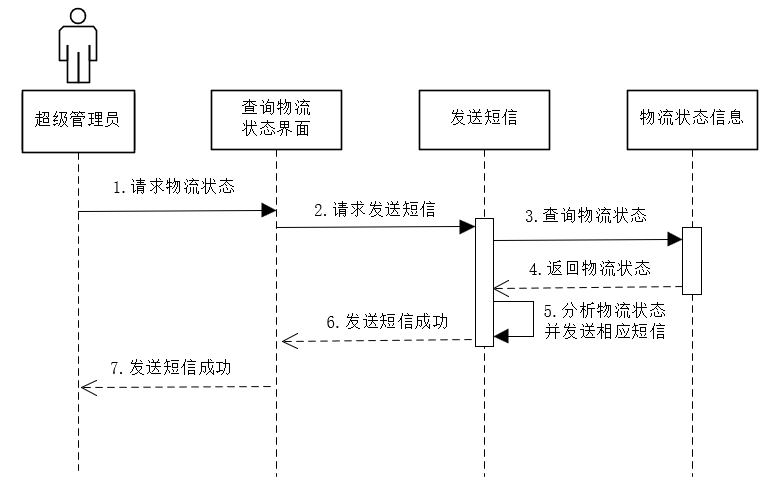 超级管理员
查询物流
状态界面
发送短信
物流状态信息
1.请求物流状态
2.请求发送短信
3.查询物流状态
4.返回物流状态
5.分析物流状态
并发送相应短信
6.发送短信成功
7.发送短信成功